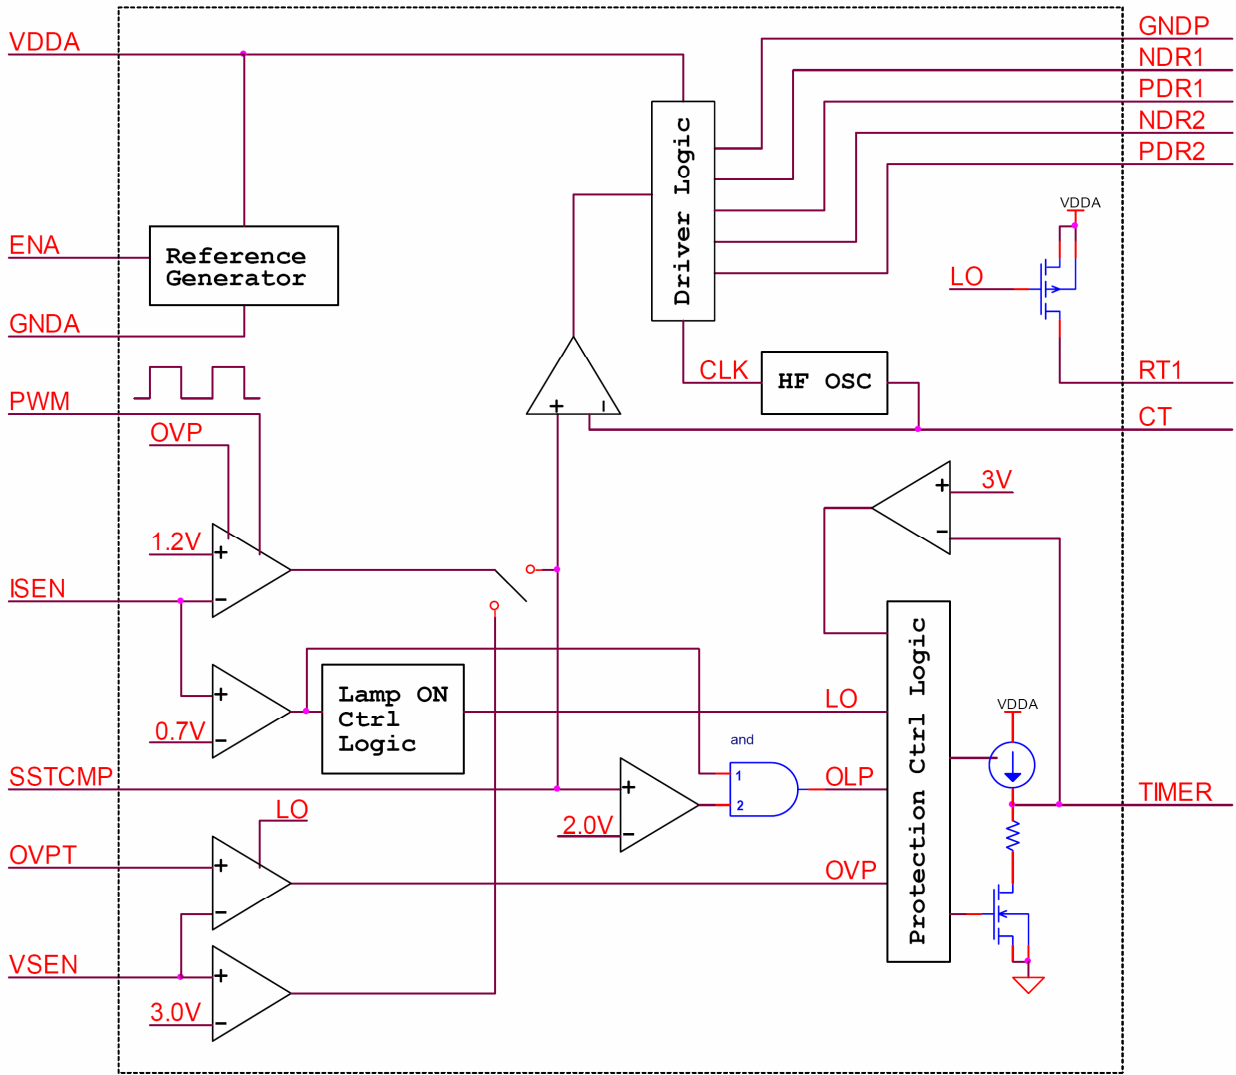 VDDA
GNDP
NDR1
PDR1
NDR2
PDR2
Driver Logic
VDDA
ENA
Reference
Generator
LO
GNDA
CLK
HF OSC
RT1
PWM
+
−
CT
OVP
3V
+
−
1.2V
+
ISEN
−
Protection Ctrl Logic
+
0.7V
−
Lamp ON
Ctrl
Logic
LO
VDDA
and
1
2
SSTCMP
+
2.0V
−
OLP
TIMER
LO
OVPT
+
−
OVP
VSEN
+
3.0V
−